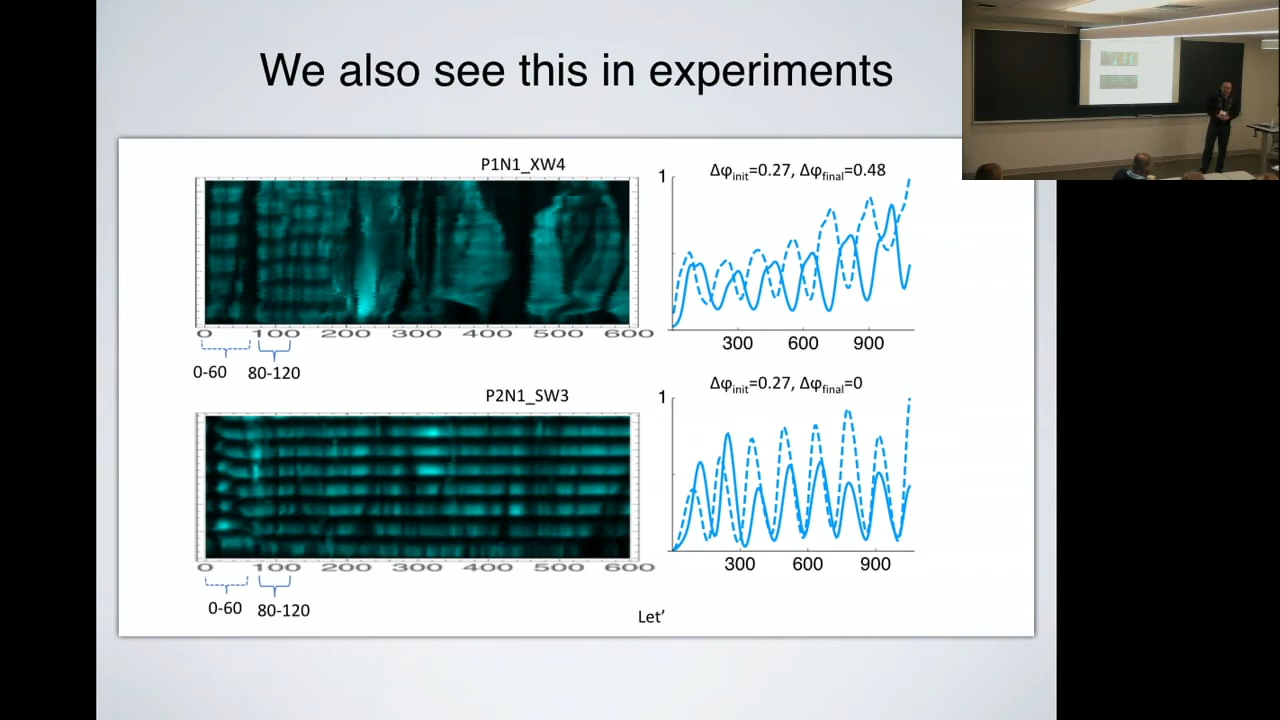 We also see this in experiments
P1N1_XW4
0 100 200 300 400 500 600
0-60 80-120
Δφinit=0.27, Δφfinal=0.48
1
300 600 900
P2N1_SW3
0 100 200 300 400 500 600
0-60 80-120
Δφinit=0.27, Δφfinal=0
1
300 600 900
Let’